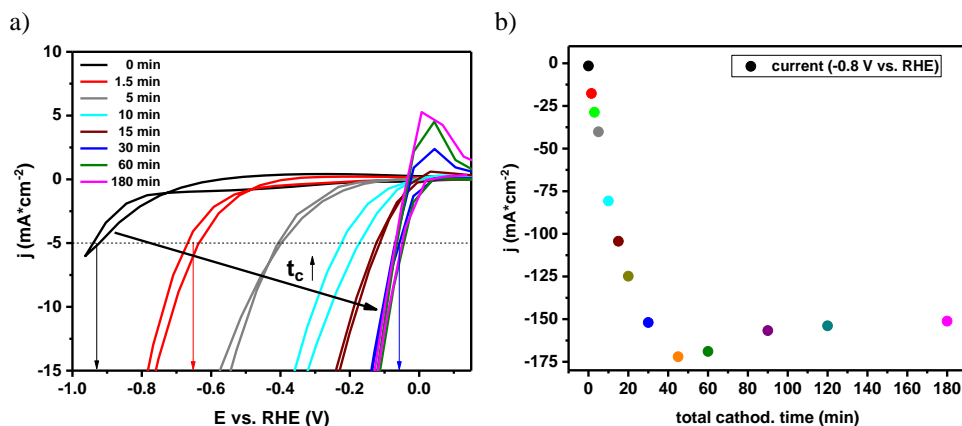 a)
10
5
0
-5
-10
-15
j (mA*cm-2)
0 min
1.5 min
5 min
10 min
15 min
30 min
60 min
180 min
tc
-1.0 -0.8 -0.6 -0.4 -0.2 0.0
E vs. RHE (V)
b)
0
-25
-50
-75
-100
-125
-150
-175
j (mA*cm-2)
current (-0.8 V vs. RHE)
0 20 40 60 80 100 120 140 160 180
total cathod. time (min)